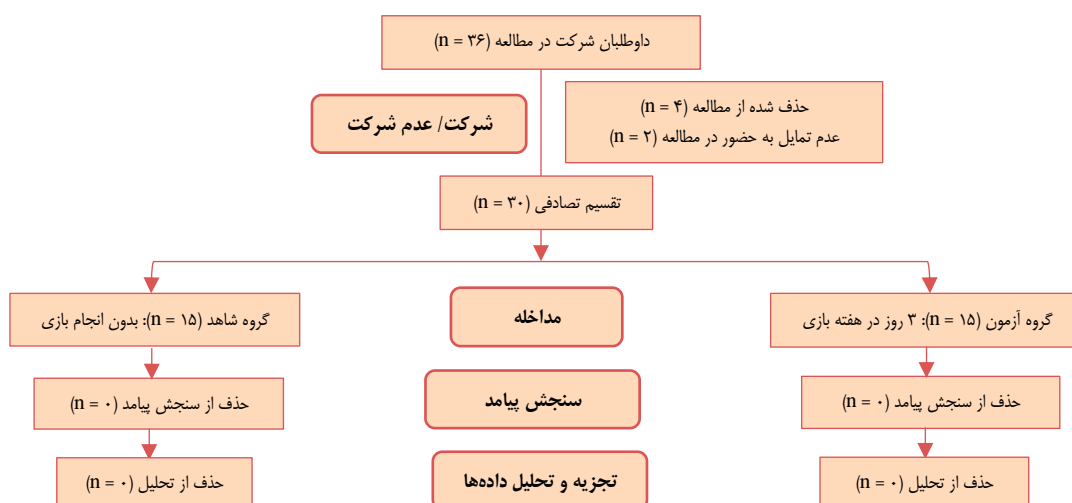 داوطلبان شرکت در مطالعه (n = ۳۶)
حذف شده از مطالعه (n = ۴)
عدم تمایل به حضور در مطالعه (n = ۲)
شرکت/ عدم شرکت
تقسیم تصادفی (n = ۳۰)
گروه آزمون (n = ۱۵): ۳ روز در هفته بازی
مداخله
گروه شاهد (n = ۱۵): بدون انجام بازی
حذف از سنجش پیامد (n = ۰)
سنجش پیامد
حذف از سنجش پیامد (n = ۰)
حذف از تحلیل (n = ۰)
تجزیه و تحلیل داده‌ها
حذف از تحلیل (n = ۰)